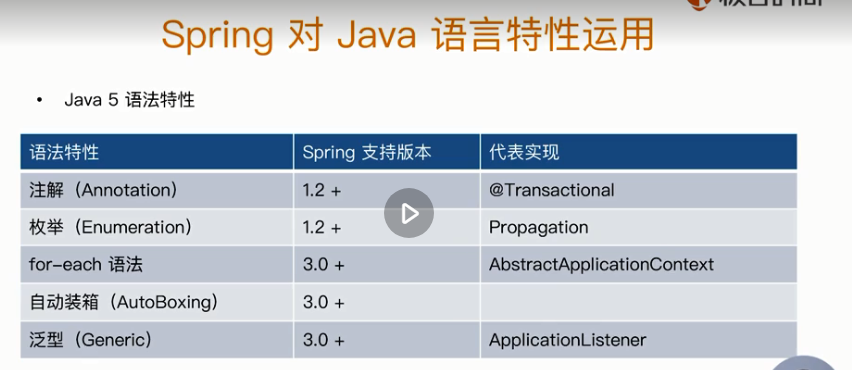 Spring 对 Java 语言特性运用
• Java 5 语法特性
语法特性 Spring 支持版本 代表实现
注解（Annotation） 1.2 + @Transactional
枚举（Enumeration） 1.2 + Propagation
for-each 语法 3.0 + AbstractApplicationContext
自动装箱（AutoBoxing） 3.0 +
泛型（Generic） 3.0 + ApplicationListener